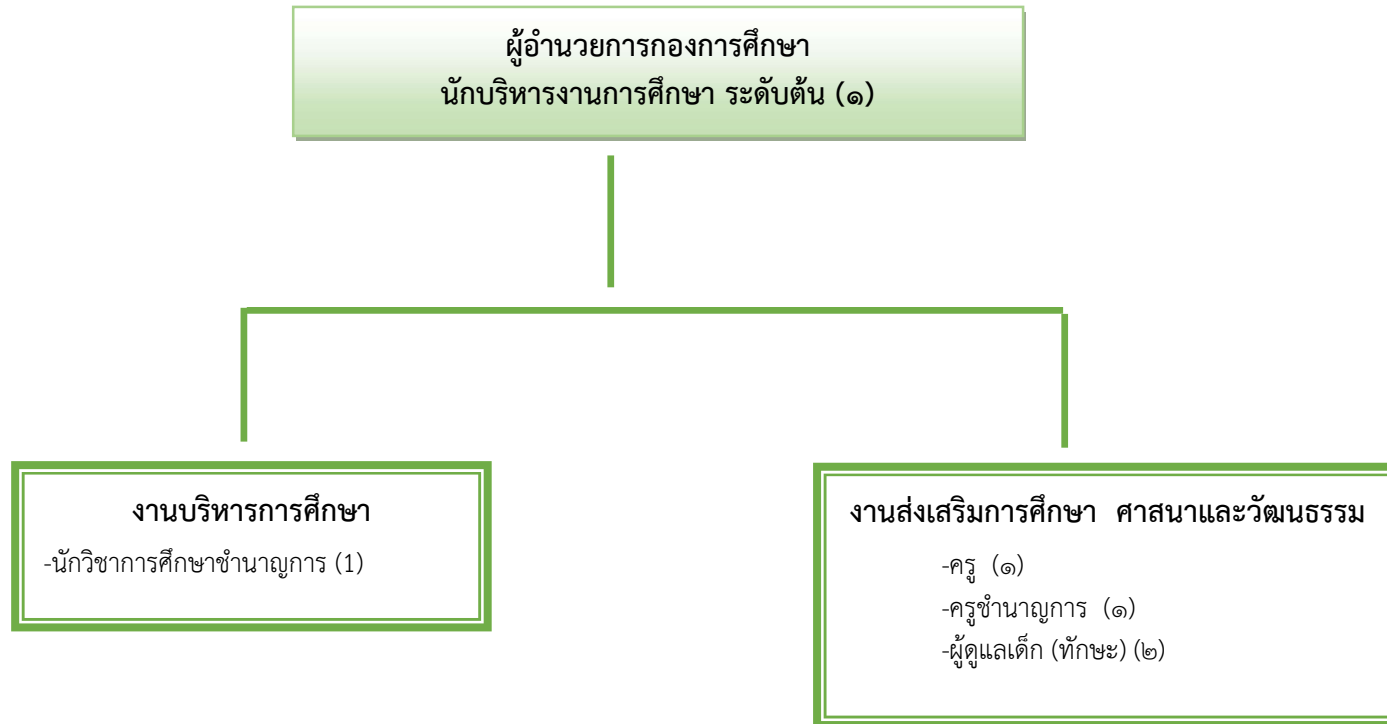 ผู้อำนวยการกองการศึกษา
นักบริหารงานการศึกษา ระดับต้น (๑)
งานบริหารการศึกษา
-นักวิชาการศึกษาชำนาญการ (1)
งานส่งเสริมการศึกษา ศาสนาและวัฒนธรรม
-ครู (๑)
-ครูชำนาญการ (๑)
-ผู้ดูแลเด็ก (ทักษะ) (๒)